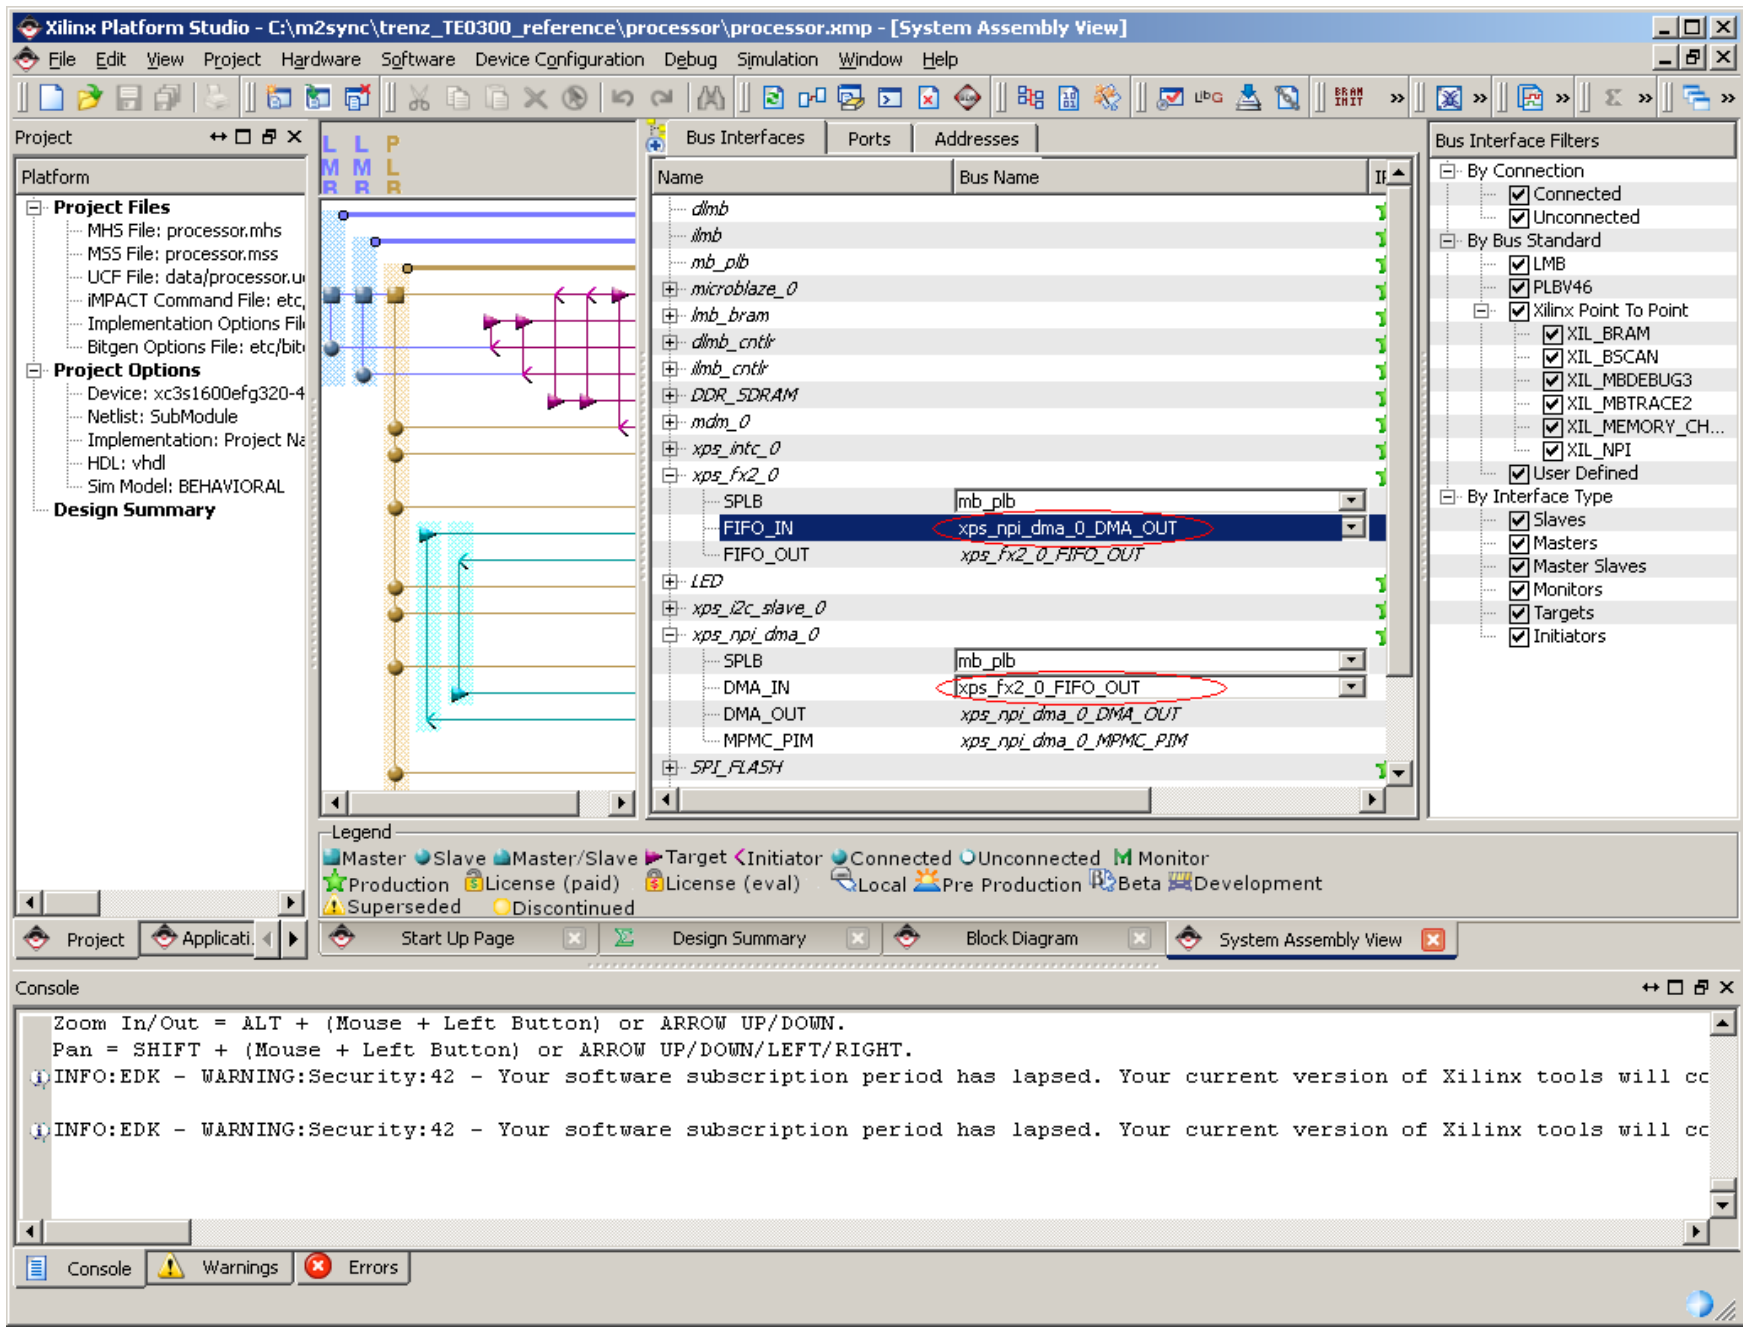 Xilinx Platform Studio - C:\m2sync\trenz_TE0300_reference\processor\processor.xmp - [System Assembly View]
File Edit View Project Hardware Software Device Configuration Debug Simulation Window Help
BRAM
INIT
Project
Platform
Project Files
MHS File: processor.mhs
MSS File: processor.mss
UCF File: data/processor.u
iMPACT Command File: etc,
Implementation Options Fil
Bitgen Options File: etc/bit
Project Options
Device: xc3s1600efg320-4
Netlist: SubModule
Implementation: Project Na
HDL: vhdl
Sim Model: BEHAVIORAL
Design Summary
Project Applicati.
L L P
M M L
B B B
Bus Interfaces Ports Addresses
Name Bus Name
dlmb
ilmb
mb_plb
microblaze_0
lmb_bram
dlmb_cntlr
ilmb_cntlr
DDR_SDRAM
mdm_0
xps_intc_0
xps_fx2_0
SPLB mb_plb
FIFO_IN xps_npi_dma_0_DMA_OUT
FIFO_OUT xps_fx2_0_FIFO_OUT
LED
xps_i2c_slave_0
xps_npi_dma_0
SPLB mb_plb
DMA_IN xps_fx2_0_FIFO_OUT
DMA_OUT xps_npi_dma_0_DMA_OUT
MPMC_PIM xps_npi_dma_0_MPMC_PIM
SPI_FLASH
Bus Interface Filters
By Connection
Connected
Unconnected
By Bus Standard
LMB
PLBV46
Xilinx Point To Point
XIL_BRAM
XIL_BSCAN
XIL_MBDEBUG3
XIL_MBTRACE2
XIL_MEMORY_CH...
XIL_NPI
User Defined
By Interface Type
Slaves
Masters
Master Slaves
Monitors
Targets
Initiators
Legend
Master Slave Master/Slave Target Initiator Connected Unconnected M Monitor
Production License (paid) License (eval) Local Pre Production Beta Development
Superseded Discontinued
Start Up Page Design Summary Block Diagram System Assembly View
Console
Zoom In/Out = ALT + (Mouse + Left Button) or ARROW UP/DOWN.
Pan = SHIFT + (Mouse + Left Button) or ARROW UP/DOWN/LEFT/RIGHT.
INFO:EDK - WARNING:Security:42 - Your software subscription period has lapsed. Your current version of Xilinx tools will cc
INFO:EDK - WARNING:Security:42 - Your software subscription period has lapsed. Your current version of Xilinx tools will cc
Console Warnings Errors